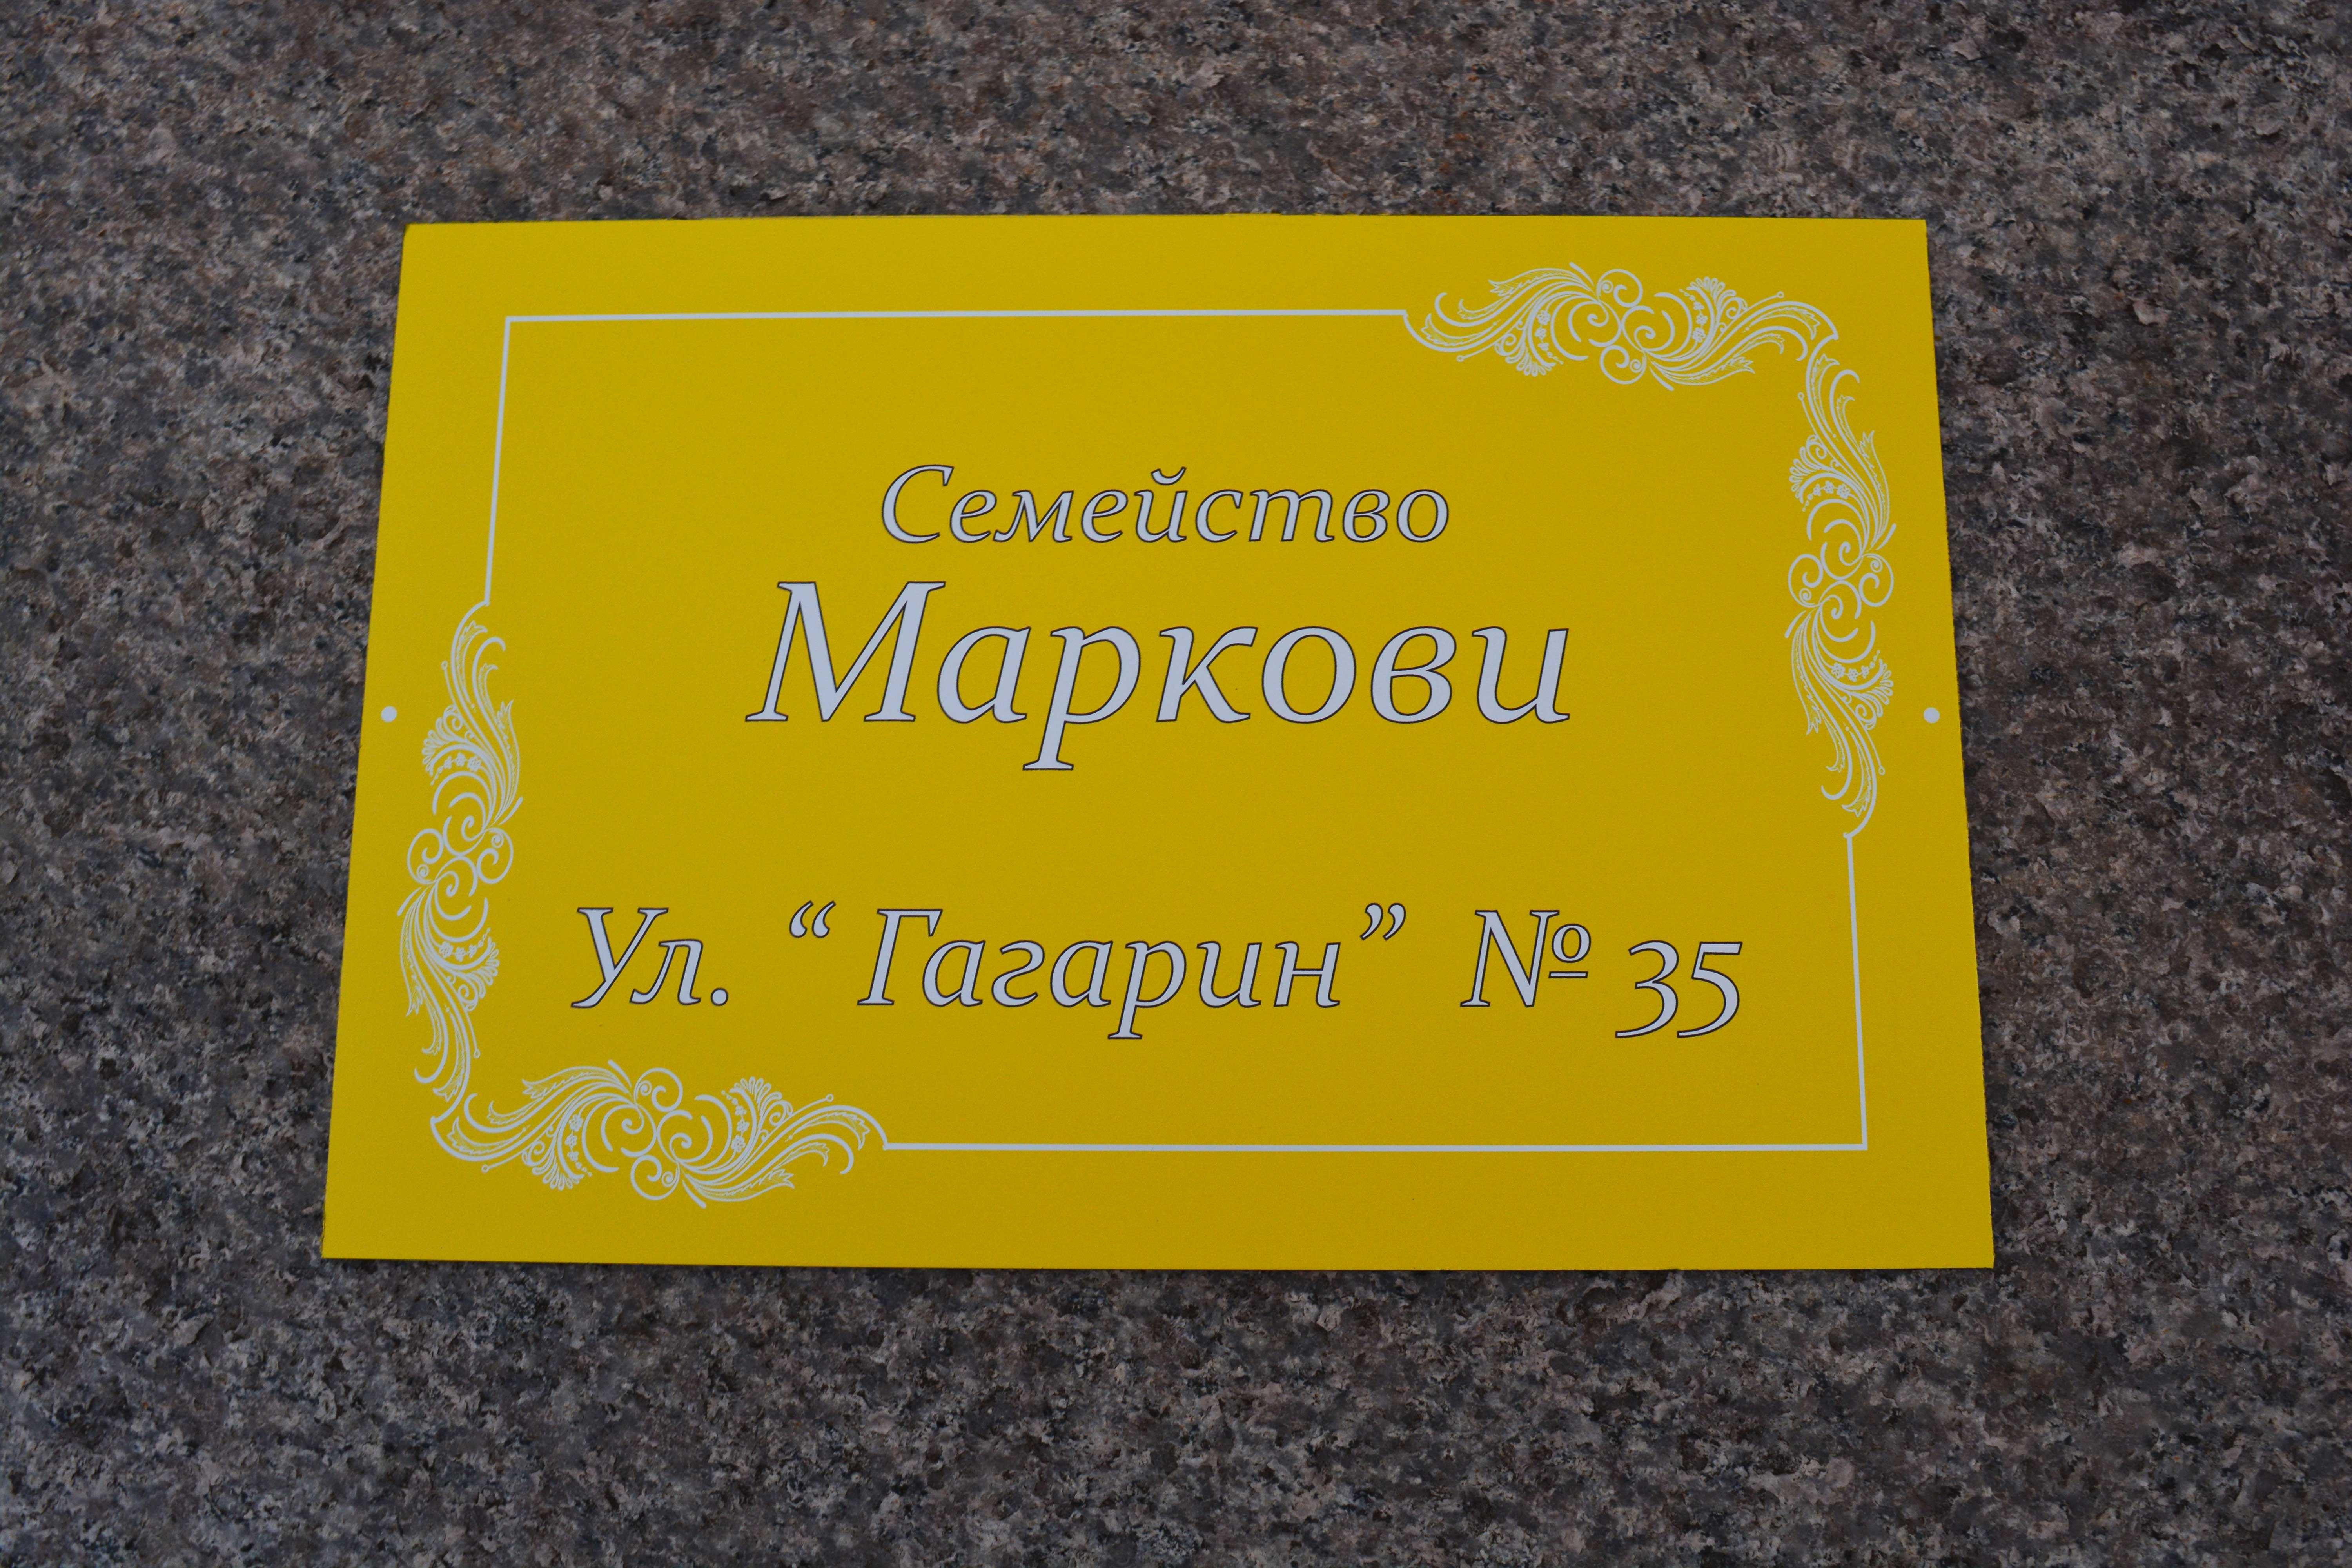 Семейство
Маркови
Ул. “ Гагарин” № 35